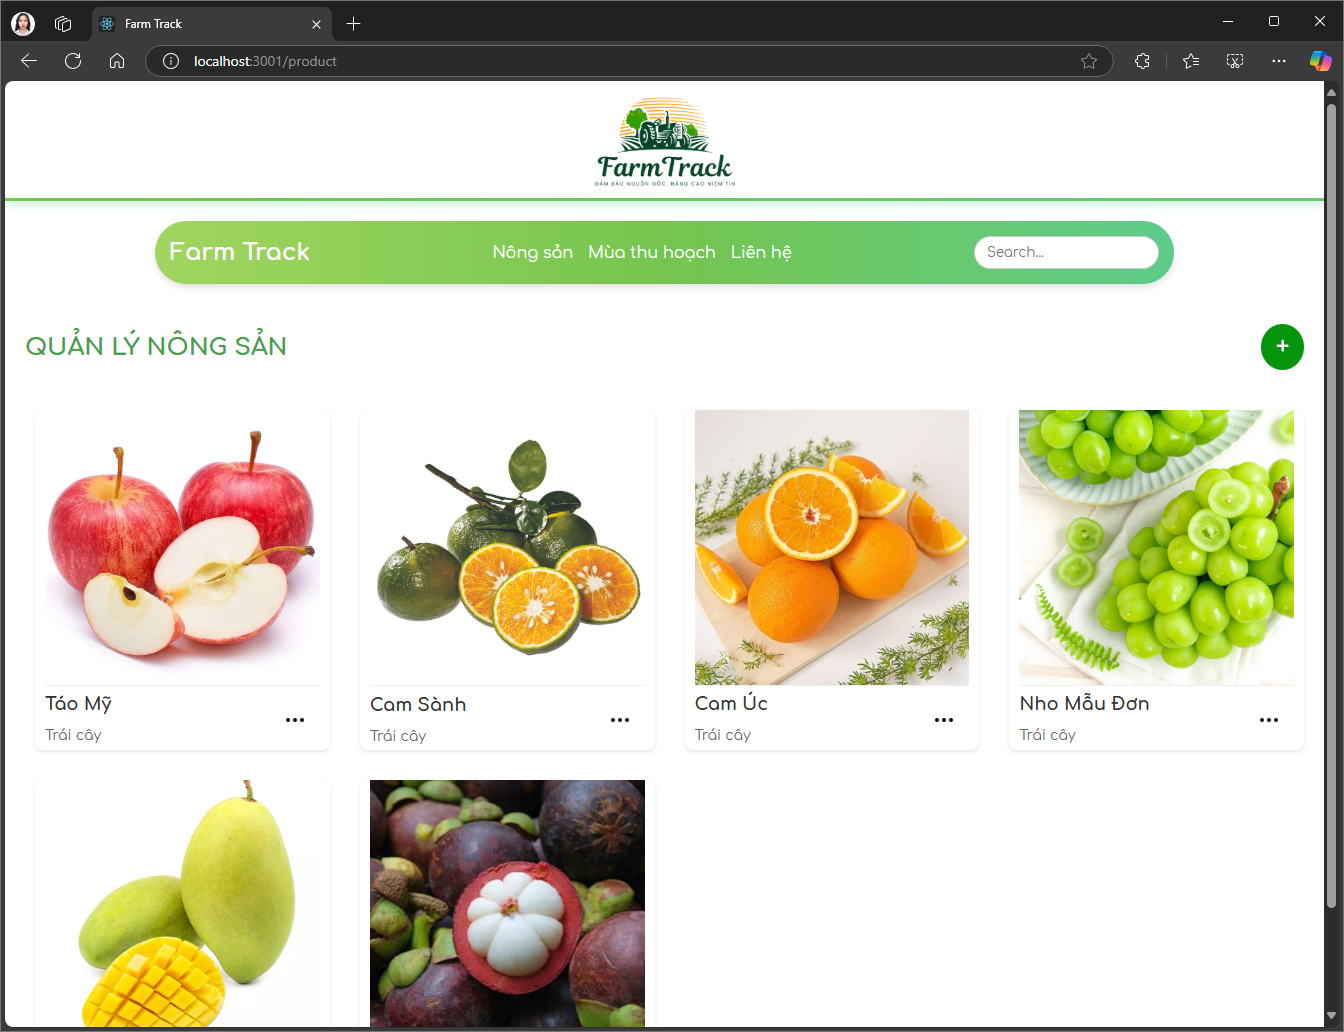 Farm Track
localhost:3001/product
FarmTrack
ĐẢM BẢO NGUỒN GỐC, NÂNG CAO NIỀM TIN
Farm Track
Nông sản Mùa thu hoạch Liên hệ
Search...
QUẢN LÝ NÔNG SẢN
+
Táo Mỹ
Trái cây
Cam Sành
Trái cây
Cam Úc
Trái cây
Nho Mẫu Đơn
Trái cây